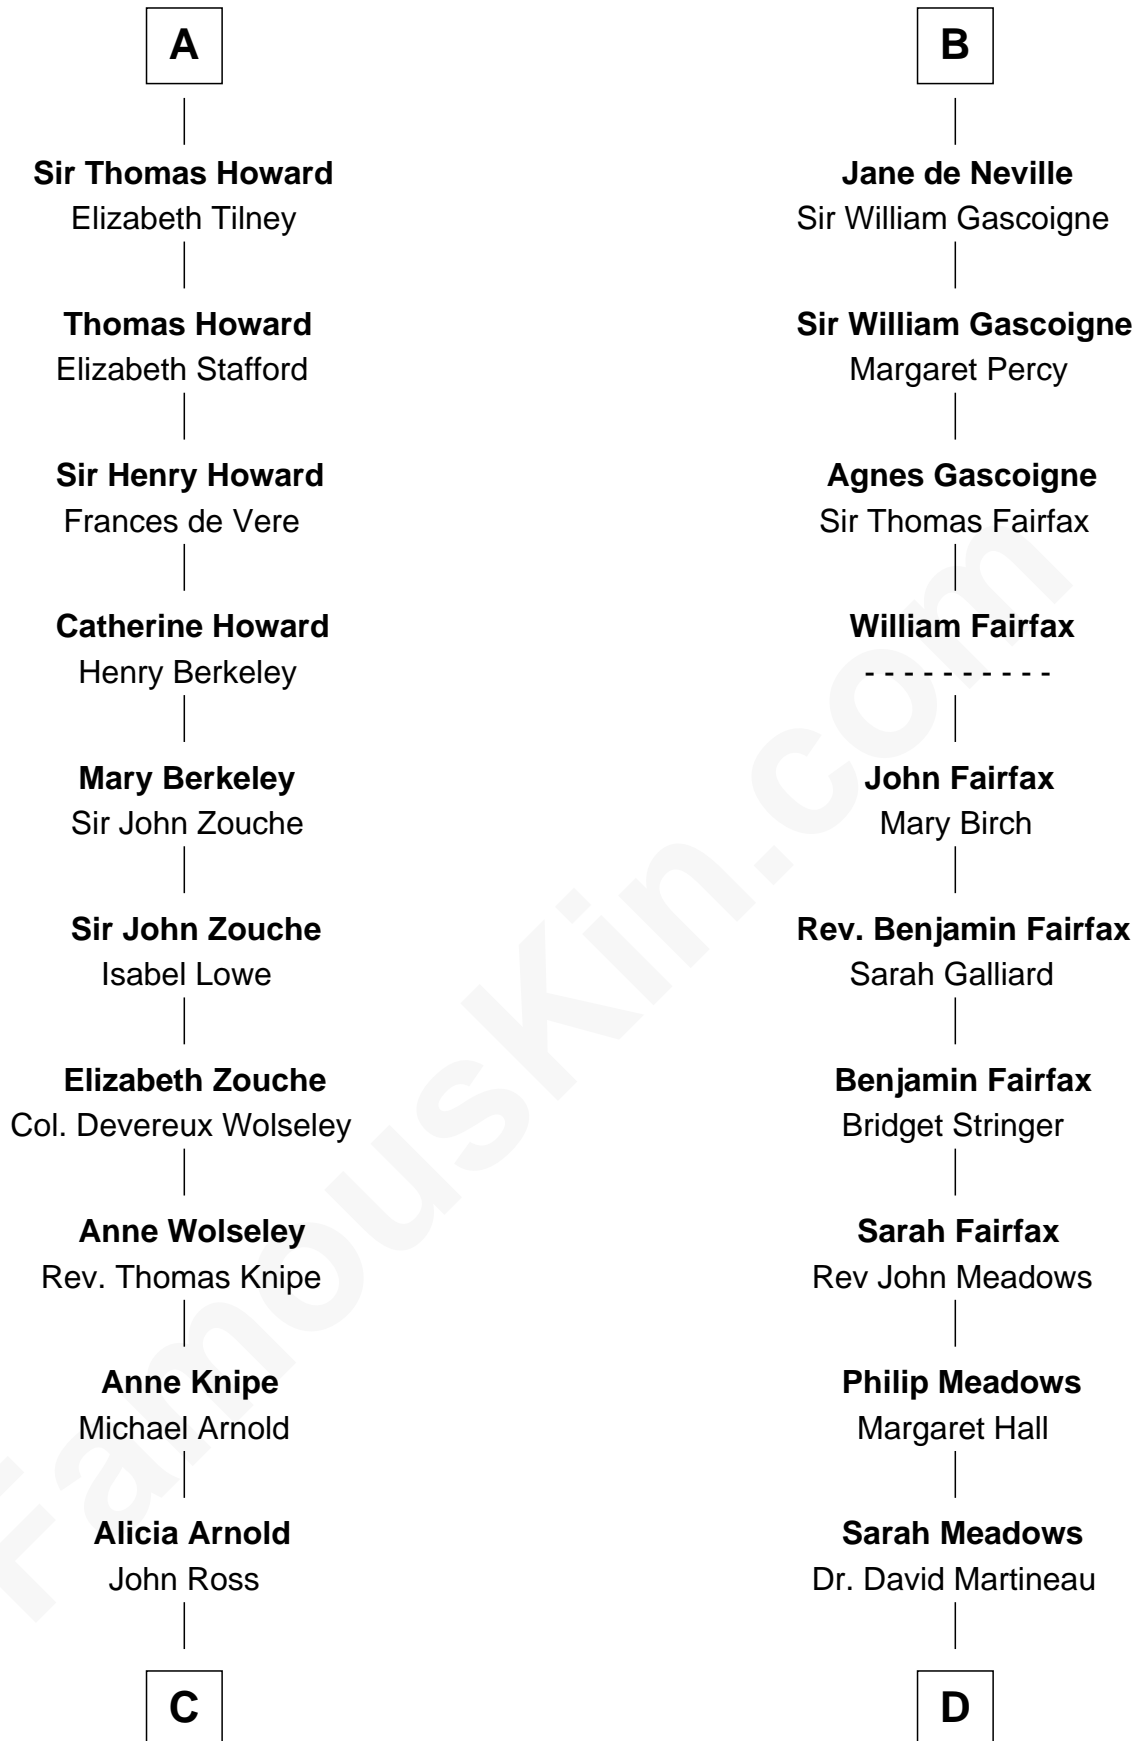 A
Sir Thomas Howard
Elizabeth Tilney
Thomas Howard
Elizabeth Stafford
Sir Henry Howard
Frances de Vere
Catherine Howard
Henry Berkeley
Mary Berkeley
Sir John Zouche
Sir John Zouche
Isabel Lowe
Elizabeth Zouche
Col. Devereux Wolseley
Anne Wolseley
Rev. Thomas Knipe
Anne Knipe
Michael Arnold
Alicia Arnold
John Ross
C
B
Jane de Neville
Sir William Gascoigne
Sir William Gascoigne
Margaret Percy
Agnes Gascoigne
Sir Thomas Fairfax
William Fairfax
- - - - - - - - - -
John Fairfax
Mary Birch
Rev. Benjamin Fairfax
Sarah Galliard
Benjamin Fairfax
Bridget Stringer
Sarah Fairfax
Rev John Meadows
Philip Meadows
Margaret Hall
Sarah Meadows
Dr. David Martineau
D
FamousKin.com